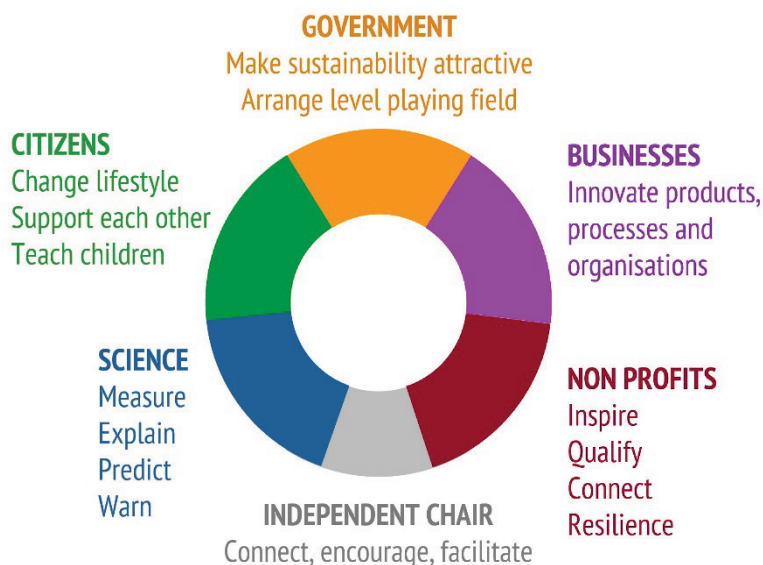 GOVERNMENT
Make sustainability attractive
Arrange level playing field
CITIZENS
Change lifestyle
Support each other
Teach children
BUSINESSES
Innovate products,
processes and
organisations
SCIENCE
Measure
Explain
Predict
Warn
NON PROFITS
Inspire
Qualify
Connect
Resilience
INDEPENDENT CHAIR
Connect, encourage, facilitate